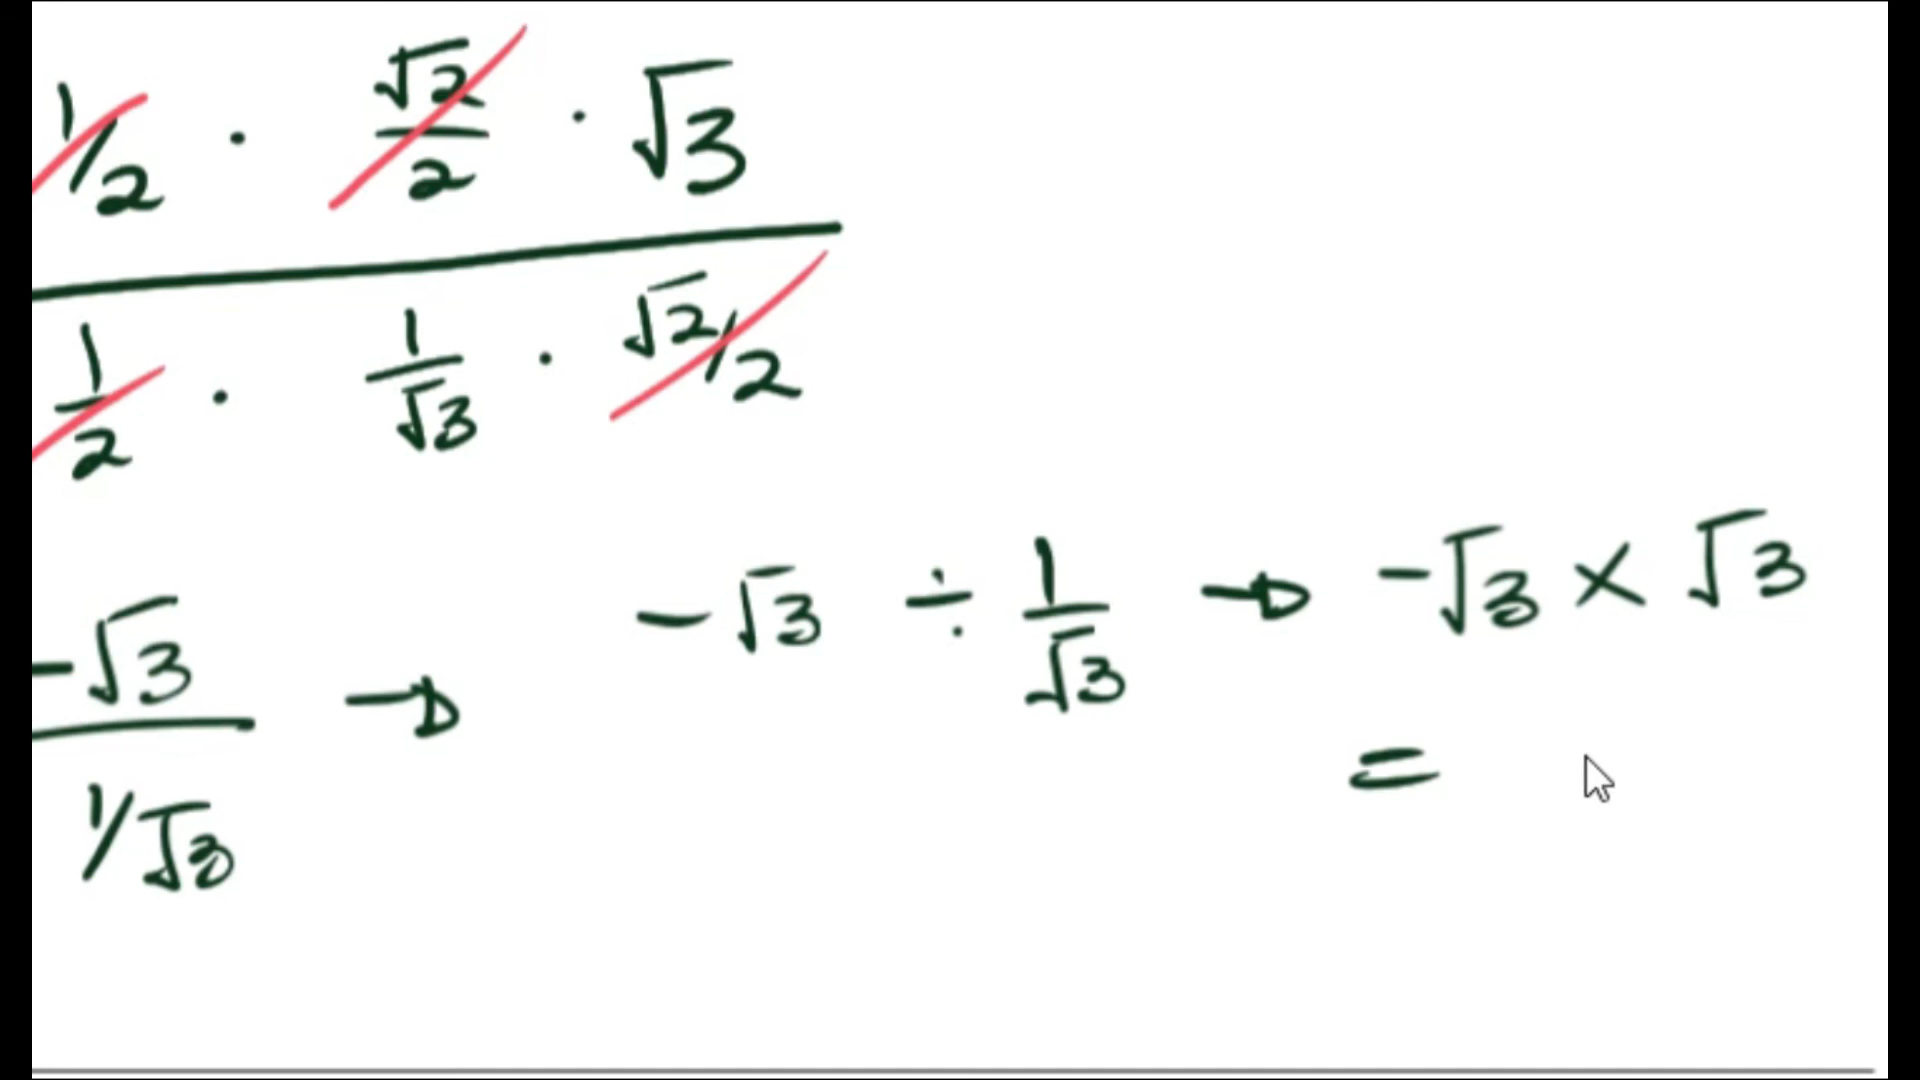 1/2 · √2/2 · √3
1/2 · 1/√3 · √2/2
-√3 / 1/√3 → -√3 ÷ 1/√3 → -√3 × √3
=